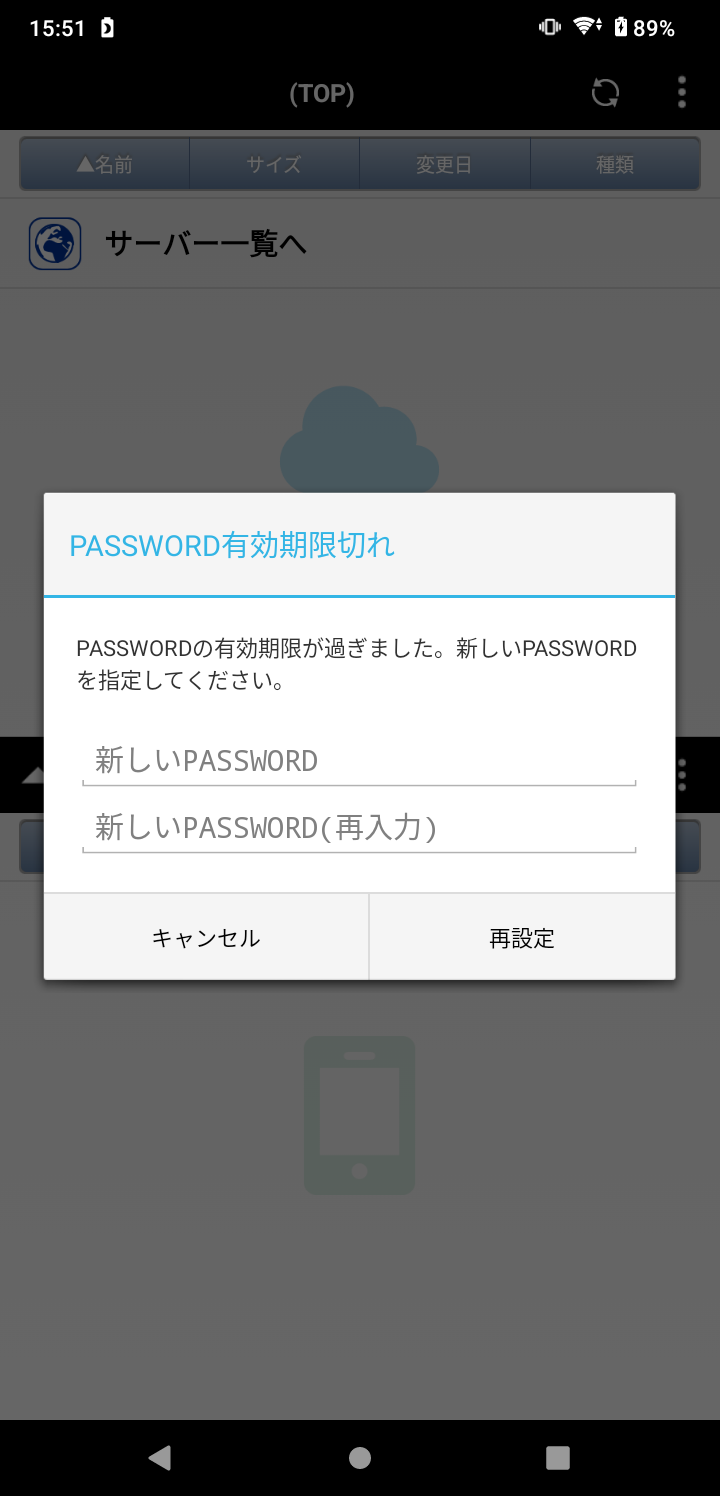 15:51
89%
(TOP)
▲名前 サイズ 変更日 種類
サーバー一覧へ
PASSWORD有効期限切れ
PASSWORDの有効期限が過ぎました。新しいPASSWORD
を指定してください。
新しいPASSWORD
新しいPASSWORD(再入力)
キャンセル 再設定